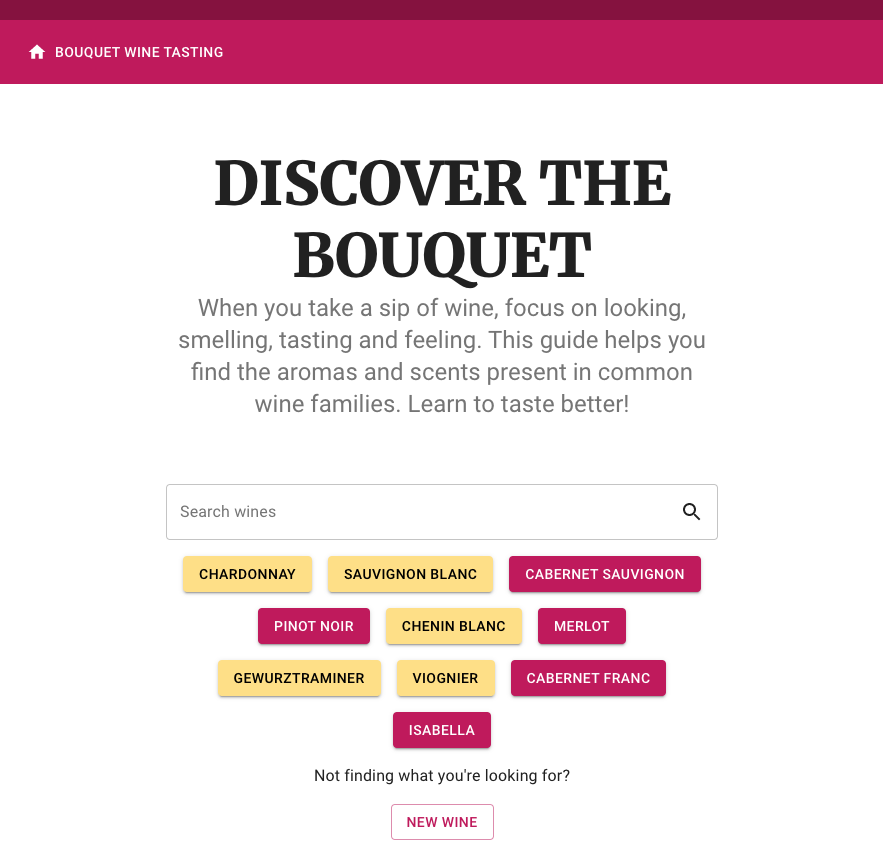 BOUQUET WINE TASTING
DISCOVER THE
BOUQUET
When you take a sip of wine, focus on looking,
smelling, tasting and feeling. This guide helps you
find the aromas and scents present in common
wine families. Learn to taste better!
Search wines
CHARDONNAY SAUVIGNON BLANC CABERNET SAUVIGNON
PINOT NOIR CHENIN BLANC MERLOT
GEWURZTRAMINER VIOGNIER CABERNET FRANC
ISABELLA
Not finding what you're looking for?
NEW WINE